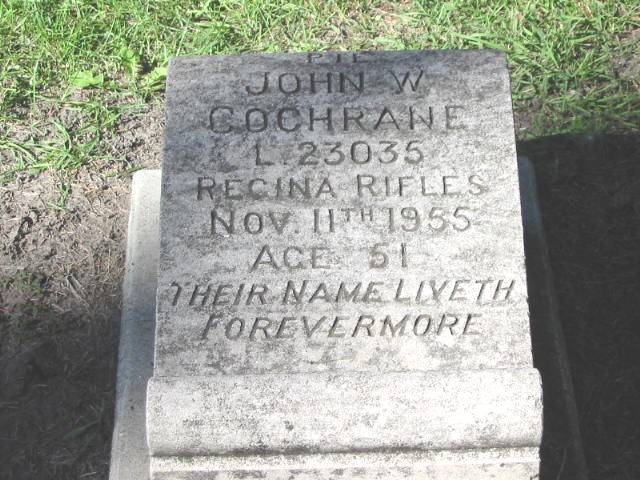 PTE
JOHN W
COCHRANE
L. 23035
REGINA RIFLES
NOV. 11TH 1955
AGE 51
THEIR NAME LIVETH
FOREVERMORE